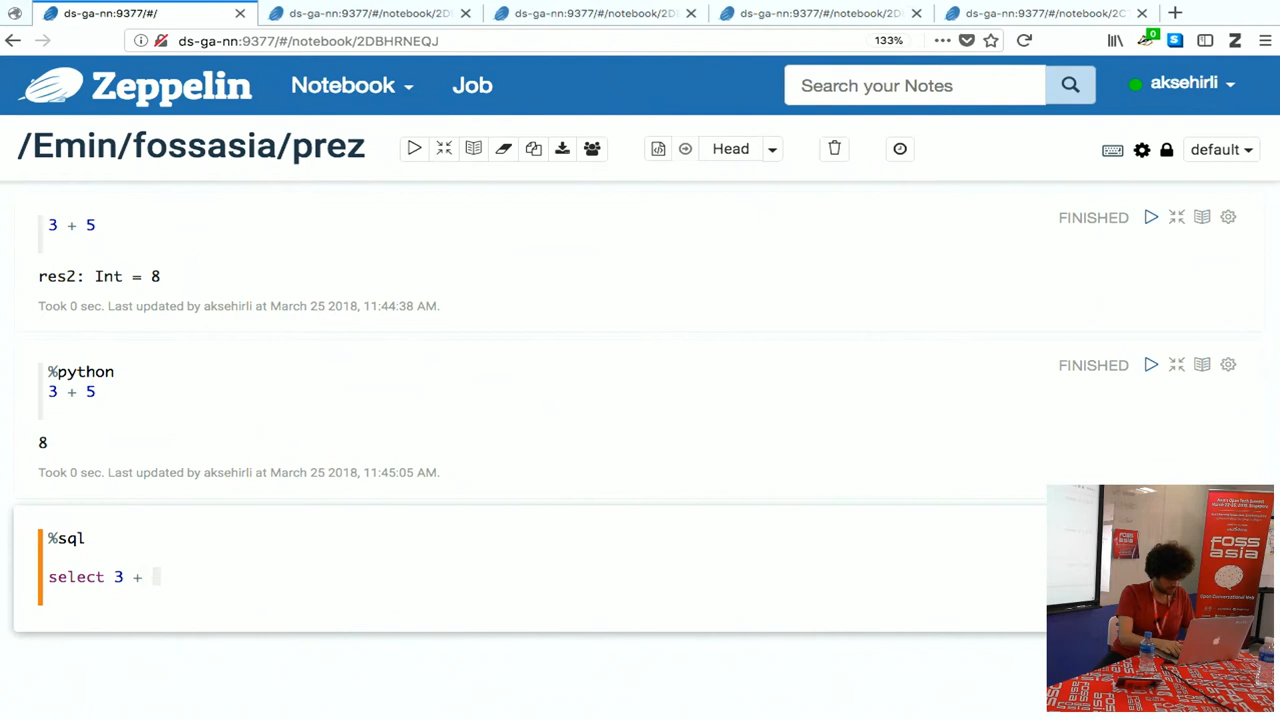 ds-ga-nn:9377/#/
ds-ga-nn:9377/#/notebook/2D
ds-ga-nn:9377/#/notebook/2D
ds-ga-nn:9377/#/notebook/2D
ds-ga-nn:9377/#/notebook/2C
ds-ga-nn:9377/#/notebook/2DBHRNEQJ
133%
0
S
Z
Zeppelin
Notebook
Job
Search your Notes
aksehirli
/Emin/fossasia/prez
Head
default
3 + 5
FINISHED
res2: Int = 8
Took 0 sec. Last updated by aksehirli at March 25 2018, 11:44:38 AM.
%python
FINISHED
3 + 5
8
Took 0 sec. Last updated by aksehirli at March 25 2018, 11:45:05 AM.
%sql
select 3 +
FOSS
asia